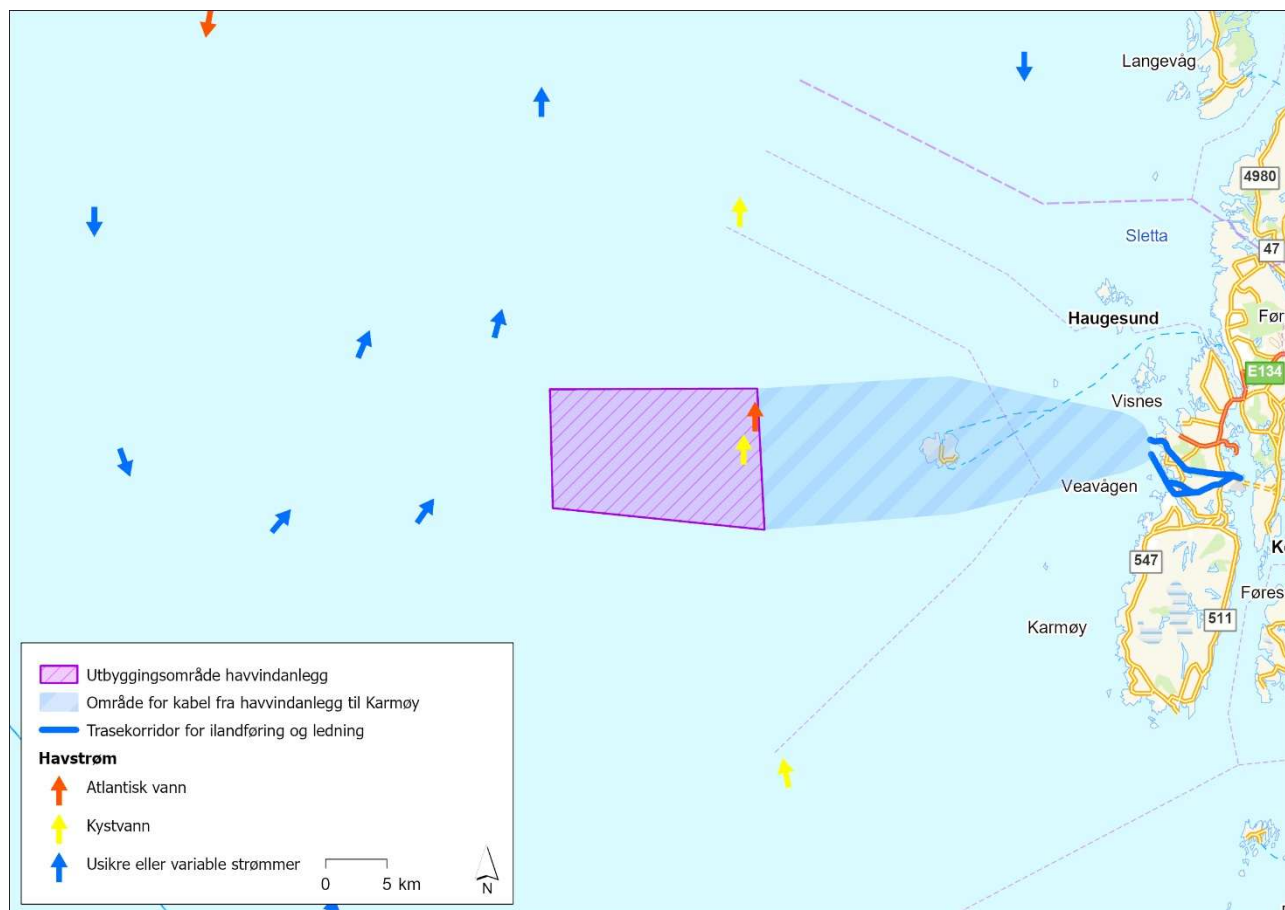 Langevåg
4980
Sletta
47
Haugesund
Før
E134
Visnes
Veavågen
547
Føres
511
Karmøy
Utbyggingsområde havvindanlegg
Område for kabel fra havvindanlegg til Karmøy
Trasekorridor for ilandføring og ledning
Havstrøm
Atlantisk vann
Kystvann
Usikre eller variable strømmer
0 5 km
N